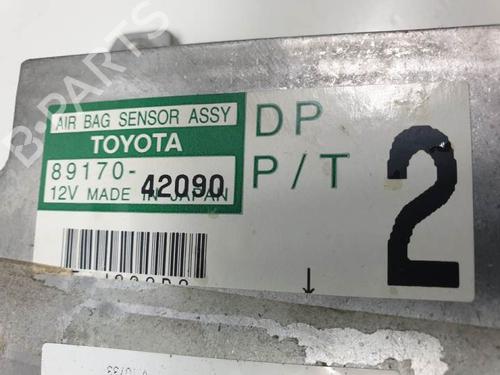 B-PARTS
AIR BAG SENSOR ASSY
TOYOTA
89170-42090
12V MADE IN JAPAN
DP
P/T
2